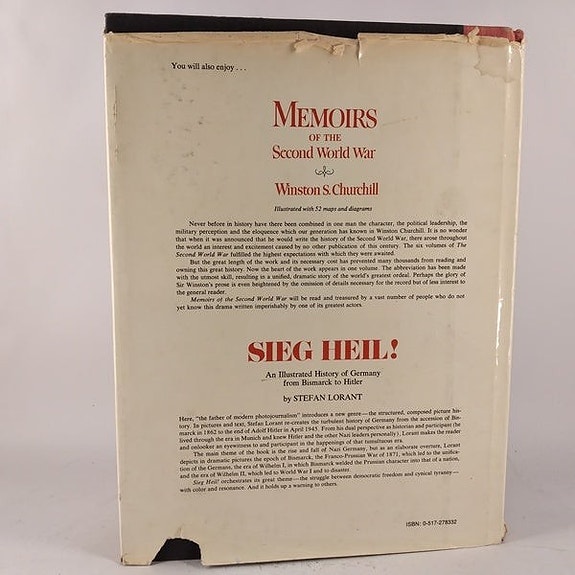 You will also enjoy . . .
MEMOIRS
OF THE
Second World War
Winston S. Churchill
Illustrated with 52 maps and diagrams
Never before in history have there been combined in one man the character, the political leadership, the
military perception and the eloquence which our generation has known in Winston Churchill. It is no wonder
that when it was announced that he would write the history of the Second World War, there arose throughout
the world an interest and excitement caused by no other publication of this century. The six volumes of The
Second World War fulfilled the highest expectations with which they were awaited.
But the great length of the work and its necessary cost has prevented many thousands from reading and
owning this great history. Now the heart of the work appears in one volume. The abbreviation has been made
with the utmost skill, resulting in a unified, dramatic story of the world's greatest ordeal. Perhaps the glory of
Sir Winston's prose is even heightened by the omission of details necessary for the record but of less interest to
the general reader.
Memoirs of the Second World War will be read and treasured by a vast number of people who do not
yet know this drama written imperishably by one of its greatest actors.
SIEG HEIL!
An Illustrated History of Germany
from Bismarck to Hitler
by STEFAN LORANT
Here, "the father of modern photojournalism" introduces a new genre—the structured, composed picture his-
tory. In pictures and text, Stefan Lorant re-creates the turbulent history of Germany from the accession of Bis-
marck in 1862 to the end of Adolf Hitler in April 1945. From his dual perspective as historian and participant (he
lived through the era in Munich and knew Hitler and the other Nazi leaders personally), Lorant makes the reader
and onlooker an eyewitness to and participant in the happenings of that tumultuous era.
The main theme of the book is the rise and fall of Nazi Germany, but as an elaborate overture, Lorant
depicts in dramatic pictures the epoch of Bismarck, the Franco-Prussian War of 1871, which led to the unifica-
tion of the Germans, the era of Wilhelm I, in which Bismarck welded the Prussian character into that of a nation,
and the era of Wilhelm II, which led to World War I and to disaster.
Sieg Heil! orchestrates its great theme—the struggle between democratic freedom and cynical tyranny—
with color and resonance. And it holds up a warning to others.
ISBN: 0-517-278332